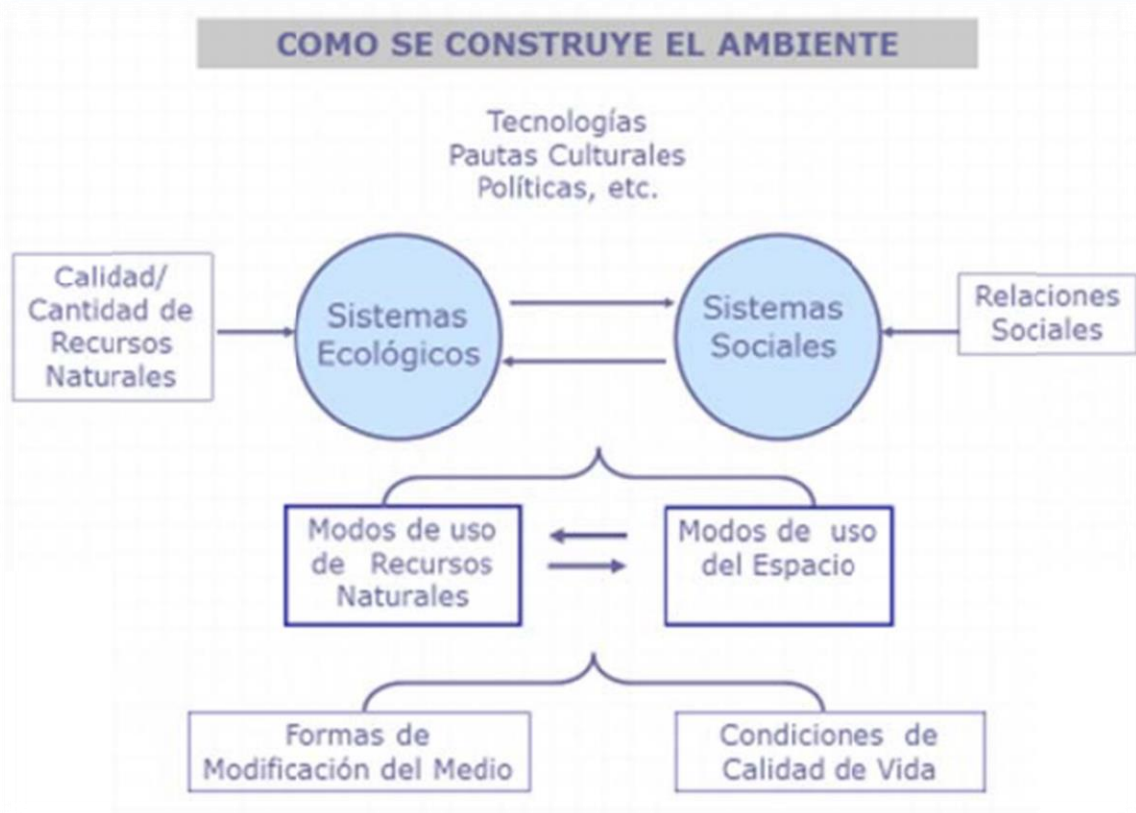 COMO SE CONSTRUYE EL AMBIENTE
Tecnologías
Pautas Culturales
Políticas, etc.
Calidad/
Cantidad de
Recursos
Naturales
Sistemas
Ecológicos
Sistemas
Sociales
Relaciones
Sociales
Modos de uso
de Recursos
Naturales
Modos de uso
del Espacio
Formas de
Modificación del Medio
Condiciones de
Calidad de Vida